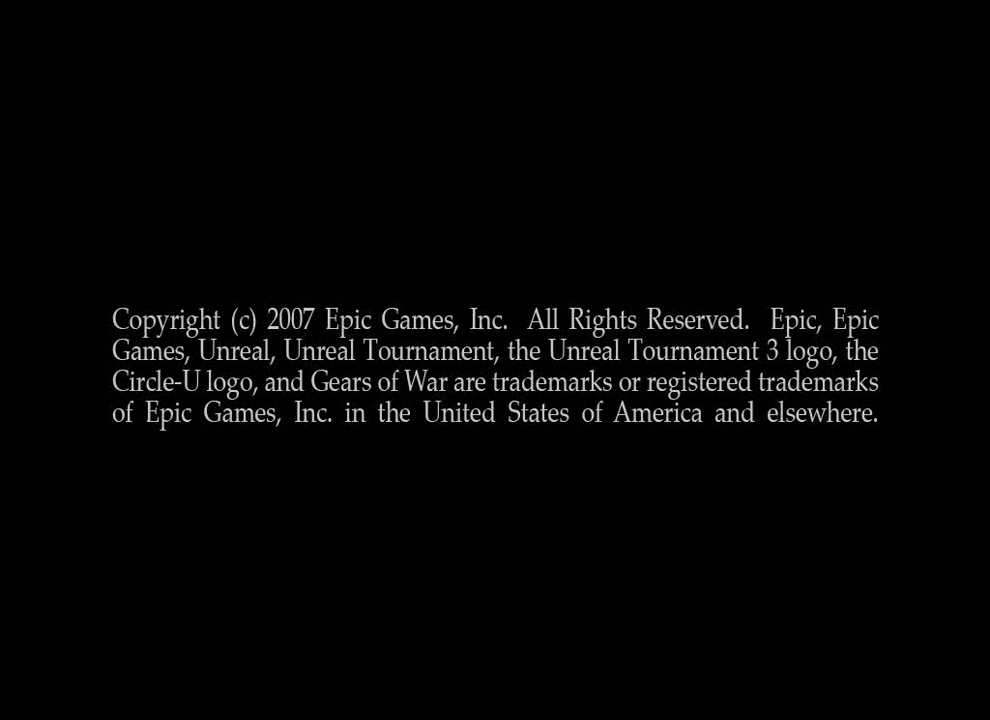 Copyright (c) 2007 Epic Games, Inc.  All Rights Reserved.  Epic, Epic
Games, Unreal, Unreal Tournament, the Unreal Tournament 3 logo, the
Circle-U logo, and Gears of War are trademarks or registered trademarks
of Epic Games, Inc. in the United States of America and elsewhere.